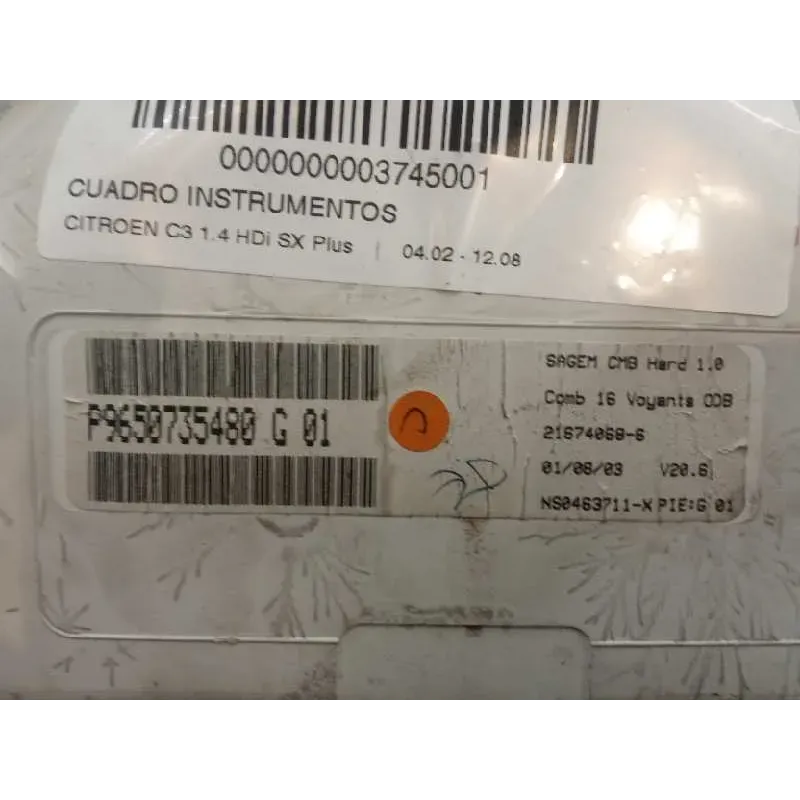 0000000003745001
CUADRO INSTRUMENTOS
CITROEN C3 1.4 HDi SX Plus | 04.02 - 12.08
P9650735480 G 01
SAGEM CMB Hard 1.0
Comb 16 Voyants ODB
21674068-6
01/08/03 V20.6
NS0463711-X PIE:G 01